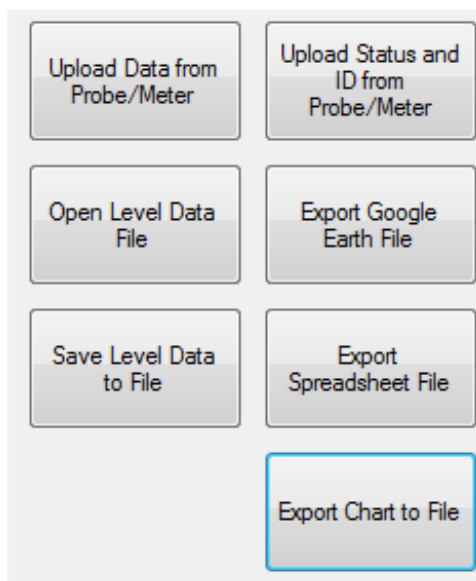 Upload Data from
Probe/Meter
Upload Status and
ID from
Probe/Meter
Open Level Data
File
Export Google
Earth File
Save Level Data
to File
Export
Spreadsheet File
Export Chart to File